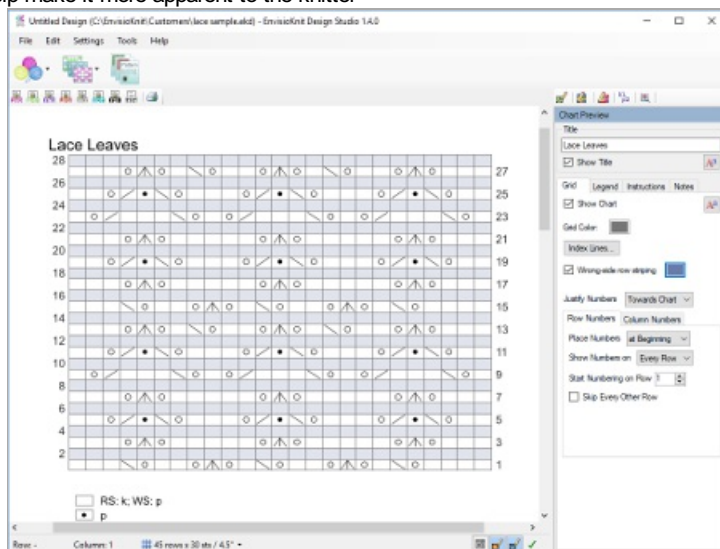 Untitled Design (C:\EnvisioKnit\Customers\lace sample.akd) - EnvisioKnit Design Studio 1.4.0
File Edit Settings Tools Help
Chart Preview
Title
Lace Leaves
Show Title
Grid Legend Instructions Notes
Show Chart
Grid Color:
Index Lines...
Wrong-side row striping
Justify Numbers Towards Chart
Row Numbers Column Numbers
Place Numbers at Beginning
Show Numbers on Every Row
Start Numbering on Row 1
Skip Every Other Row
Lace Leaves
28
27
26
25
24
23
22
21
20
19
18
17
16
15
14
13
12
11
10
9
8
7
6
5
4
3
2
1
RS: k; WS: p
p
Row: - Column: 1 45 rows x 30 sts / 4.5"